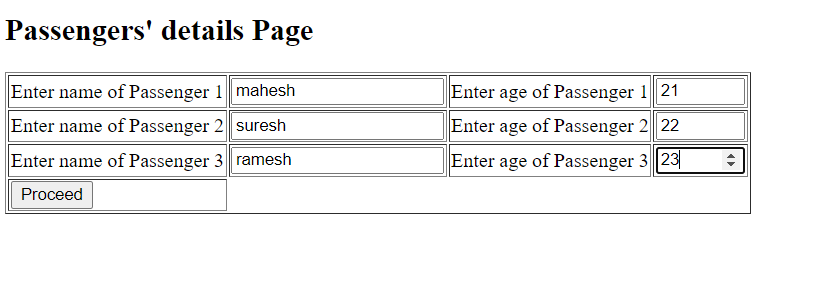 Passengers' details Page
Enter name of Passenger 1 mahesh Enter age of Passenger 1 21
Enter name of Passenger 2 suresh Enter age of Passenger 2 22
Enter name of Passenger 3 ramesh Enter age of Passenger 3 23
Proceed